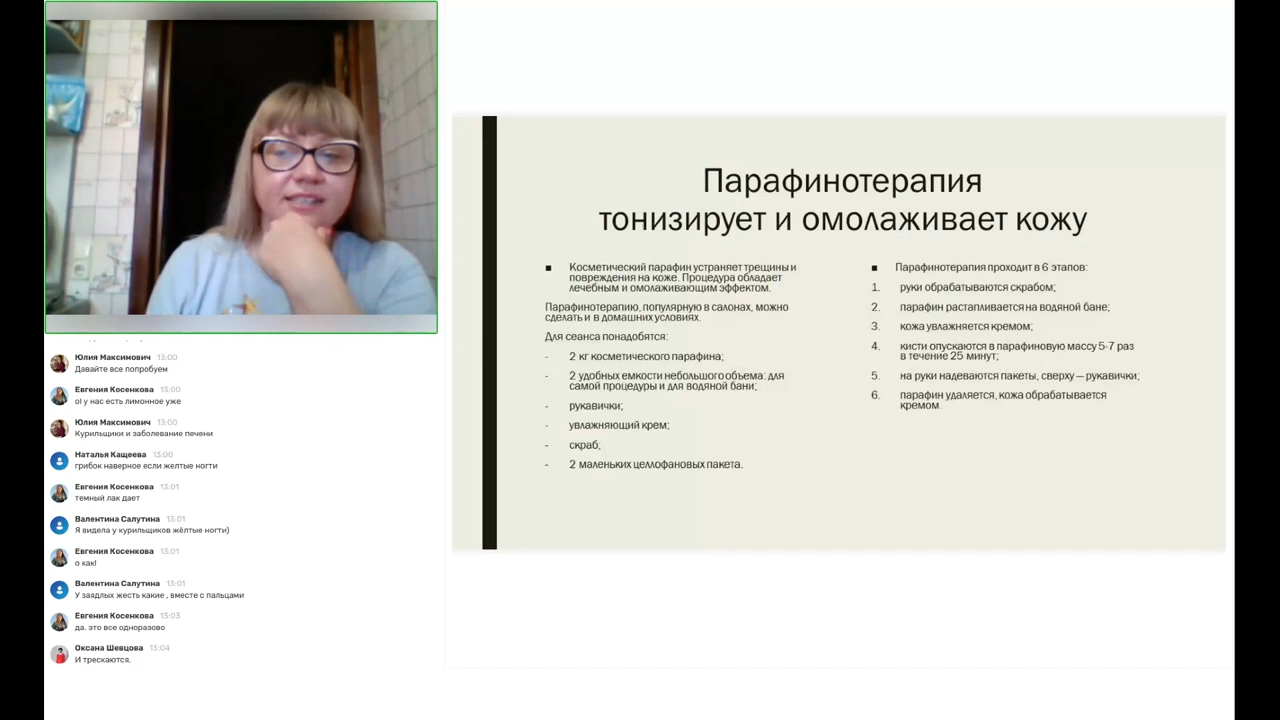 Юлия Максимович 13:00
Давайте все попробуем
Евгения Косенкова 13:00
о! у нас есть лимонное уже
Юлия Максимович 13:00
Курильщики и заболевание печени
Наталья Кащеева 13:00
грибок наверное если желтые ногти
Евгения Косенкова 13:01
темный лак дает
Валентина Салутина 13:01
Я видела у курильщиков жёлтые ногти)
Евгения Косенкова 13:01
о как!
Валентина Салутина 13:01
У заядлых жесть какие , вместе с пальцами
Евгения Косенкова 13:03
да. это все одноразово
Оксана Шевцова 13:04
И трескаются.
Парафинотерапия
тонизирует и омолаживает кожу
■ Косметический парафин устраняет трещины и
повреждения на коже. Процедура обладает
лечебным и омолаживающим эффектом.
Парафинотерапию, популярную в салонах, можно
сделать и в домашних условиях.
Для сеанса понадобятся:
- 2 кг косметического парафина;
- 2 удобных емкости небольшого объема: для
самой процедуры и для водяной бани;
- рукавички;
- увлажняющий крем;
- скраб;
- 2 маленьких целлофановых пакета.
■ Парафинотерапия проходит в 6 этапов:
1. руки обрабатываются скрабом;
2. парафин растапливается на водяной бане;
3. кожа увлажняется кремом;
4. кисти опускаются в парафиновую массу 5-7 раз
в течение 25 минут;
5. на руки надеваются пакеты, сверху — рукавички;
6. парафин удаляется, кожа обрабатывается
кремом.